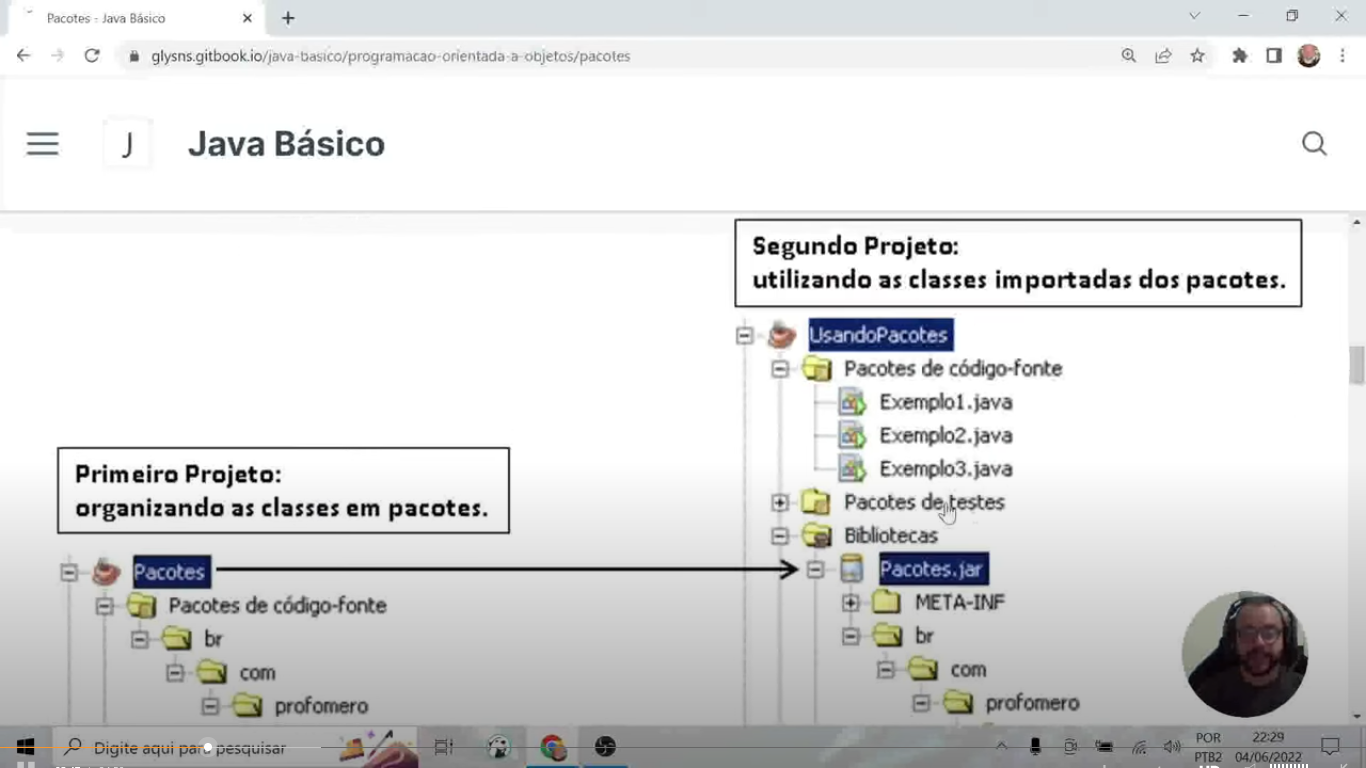 Pacotes - Java Básico
glysns.gitbook.io/java-basico/programacao-orientada-a-objetos/pacotes
J
Java Básico
Segundo Projeto:
utilizando as classes importadas dos pacotes.
UsandoPacotes
Pacotes de código-fonte
Exemplo1.java
Exemplo2.java
Exemplo3.java
Pacotes de testes
Bibliotecas
Pacotes.jar
META-INF
br
com
profomero
Primeiro Projeto:
organizando as classes em pacotes.
Pacotes
Pacotes de código-fonte
br
com
profomero
Digite aqui para pesquisar
POR
PTB2
22:29
04/06/2022